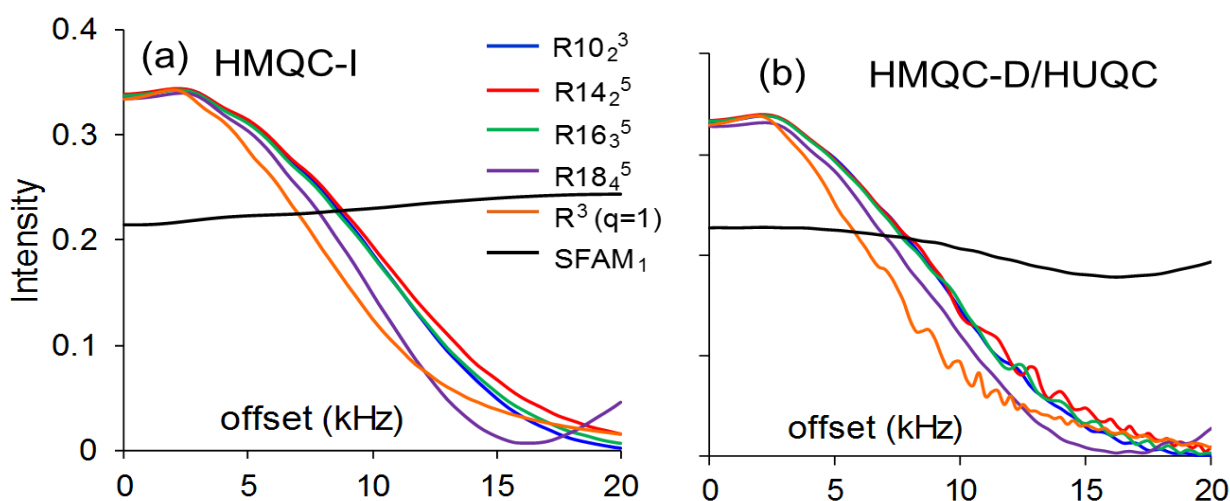 0.4
(a) HMQC-I
R10₂³
R14₂⁵
R16₃⁵
R18₄⁵
R³ (q=1)
SFAM₁
0.3
0.2
0.1
0
Intensity
offset (kHz)
0 5 10 15 20
(b) HMQC-D/HUQC
offset (kHz)
0 5 10 15 20